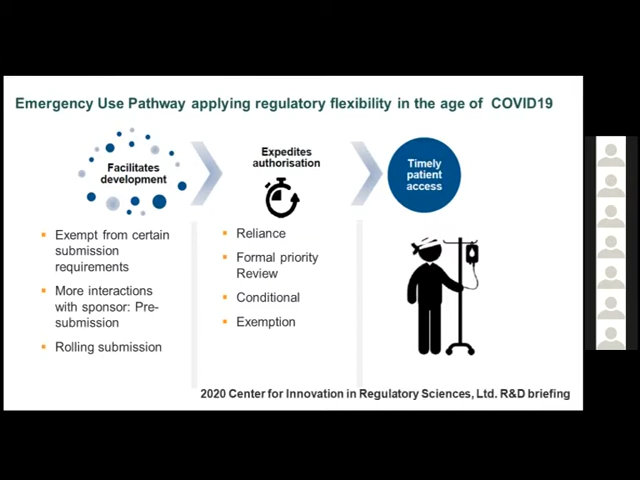 Emergency Use Pathway applying regulatory flexibility in the age of COVID19
Facilitates
development
Expedites
authorisation
Timely
patient
access
Exempt from certain
submission
requirements
More interactions
with sponsor: Pre-
submission
Rolling submission
Reliance
Formal priority
Review
Conditional
Exemption
2020 Center for Innovation in Regulatory Sciences, Ltd. R&D briefing